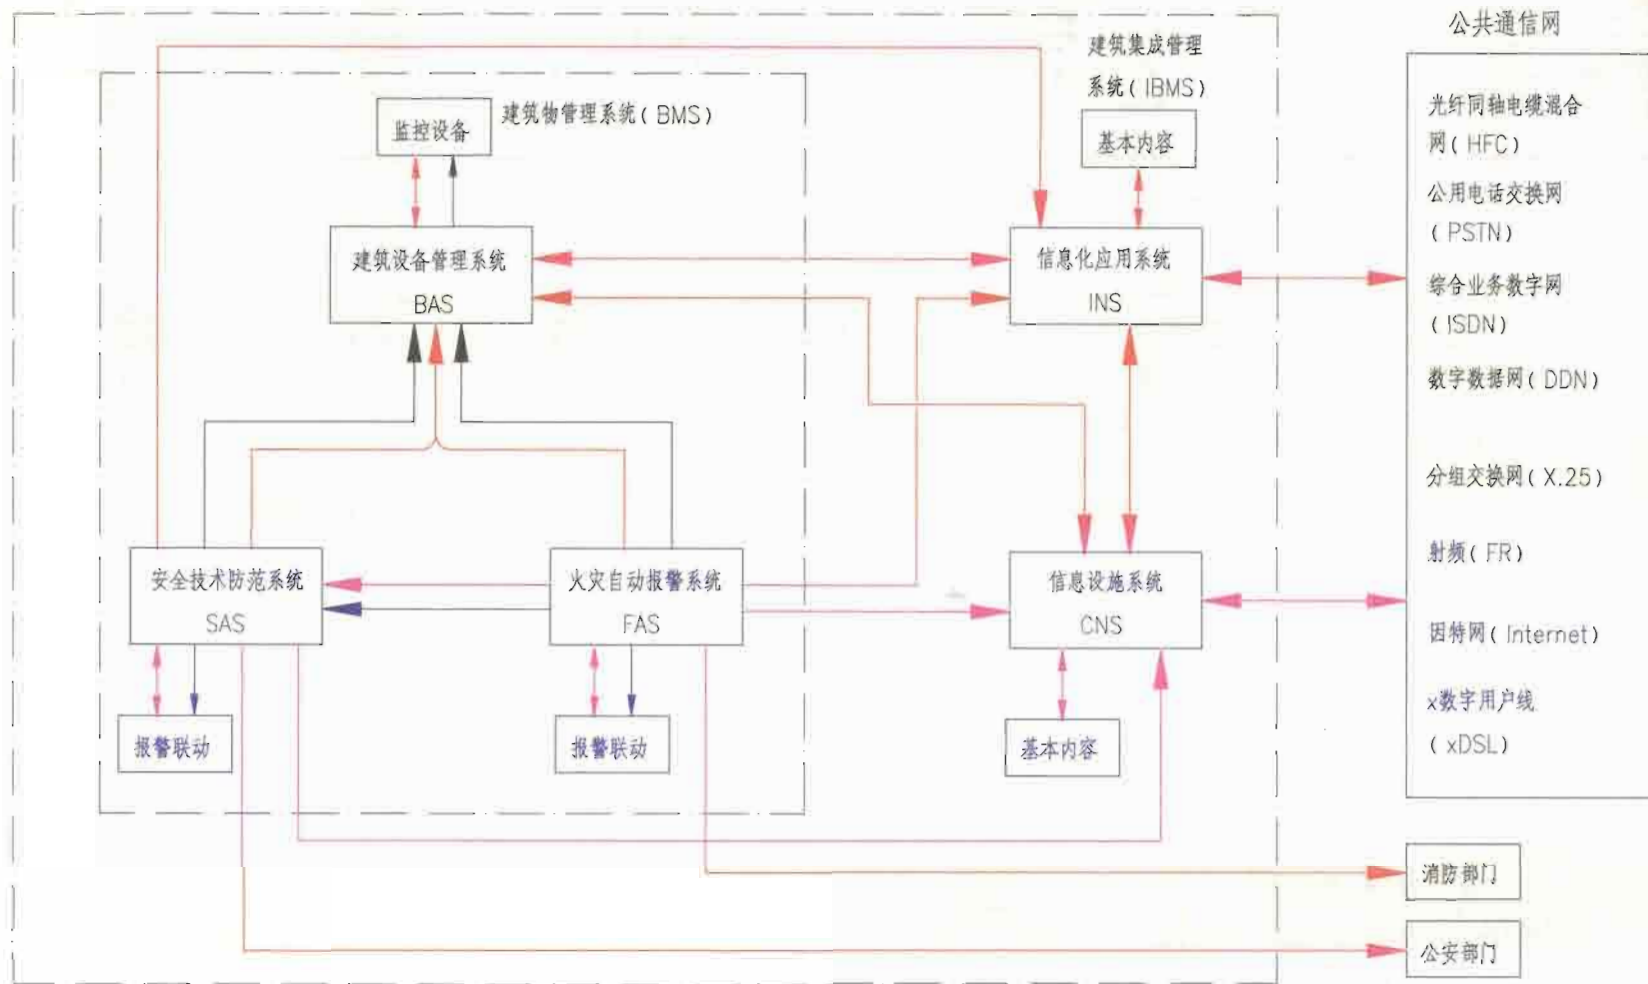 公共通信网
建筑集成管理
系统(IBMS)
建筑物管理系统(BMS)
监控设备
基本内容
建筑设备管理系统
BAS
信息化应用系统
INS
安全技术防范系统
SAS
火灾自动报警系统
FAS
信息设施系统
CNS
报警联动
报警联动
基本内容
光纤同轴电缆混合
网(HFC)
公用电话交换网
(PSTN)
综合业务数字网
(ISDN)
数字数据网(DDN)
分组交换网(X.25)
射频(FR)
因特网(Internet)
x数字用户线
(xDSL)
消防部门
公安部门